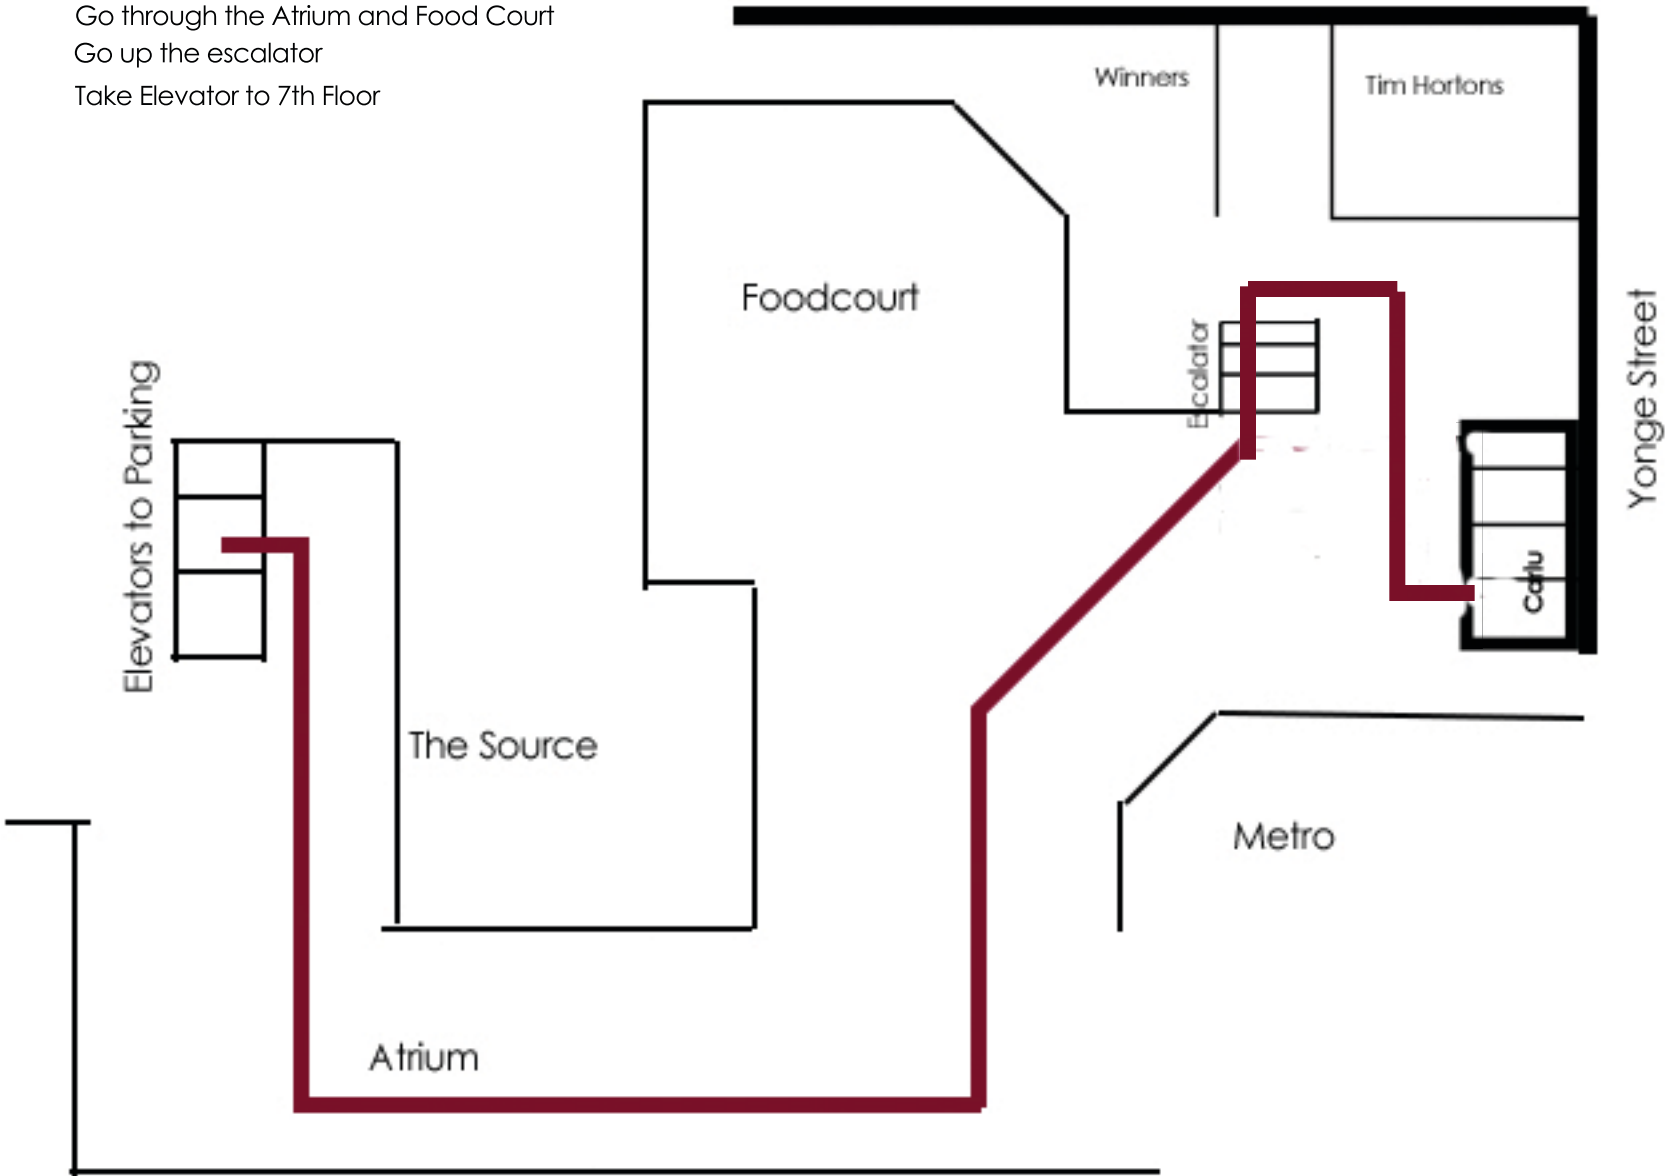 Go through the Atrium and Food Court
Go up the escalator
Take Elevator to 7th Floor
Winners
Tim Hortons
Foodcourt
Escalator
Yonge Street
Elevators to Parking
Carlu
The Source
Metro
Atrium